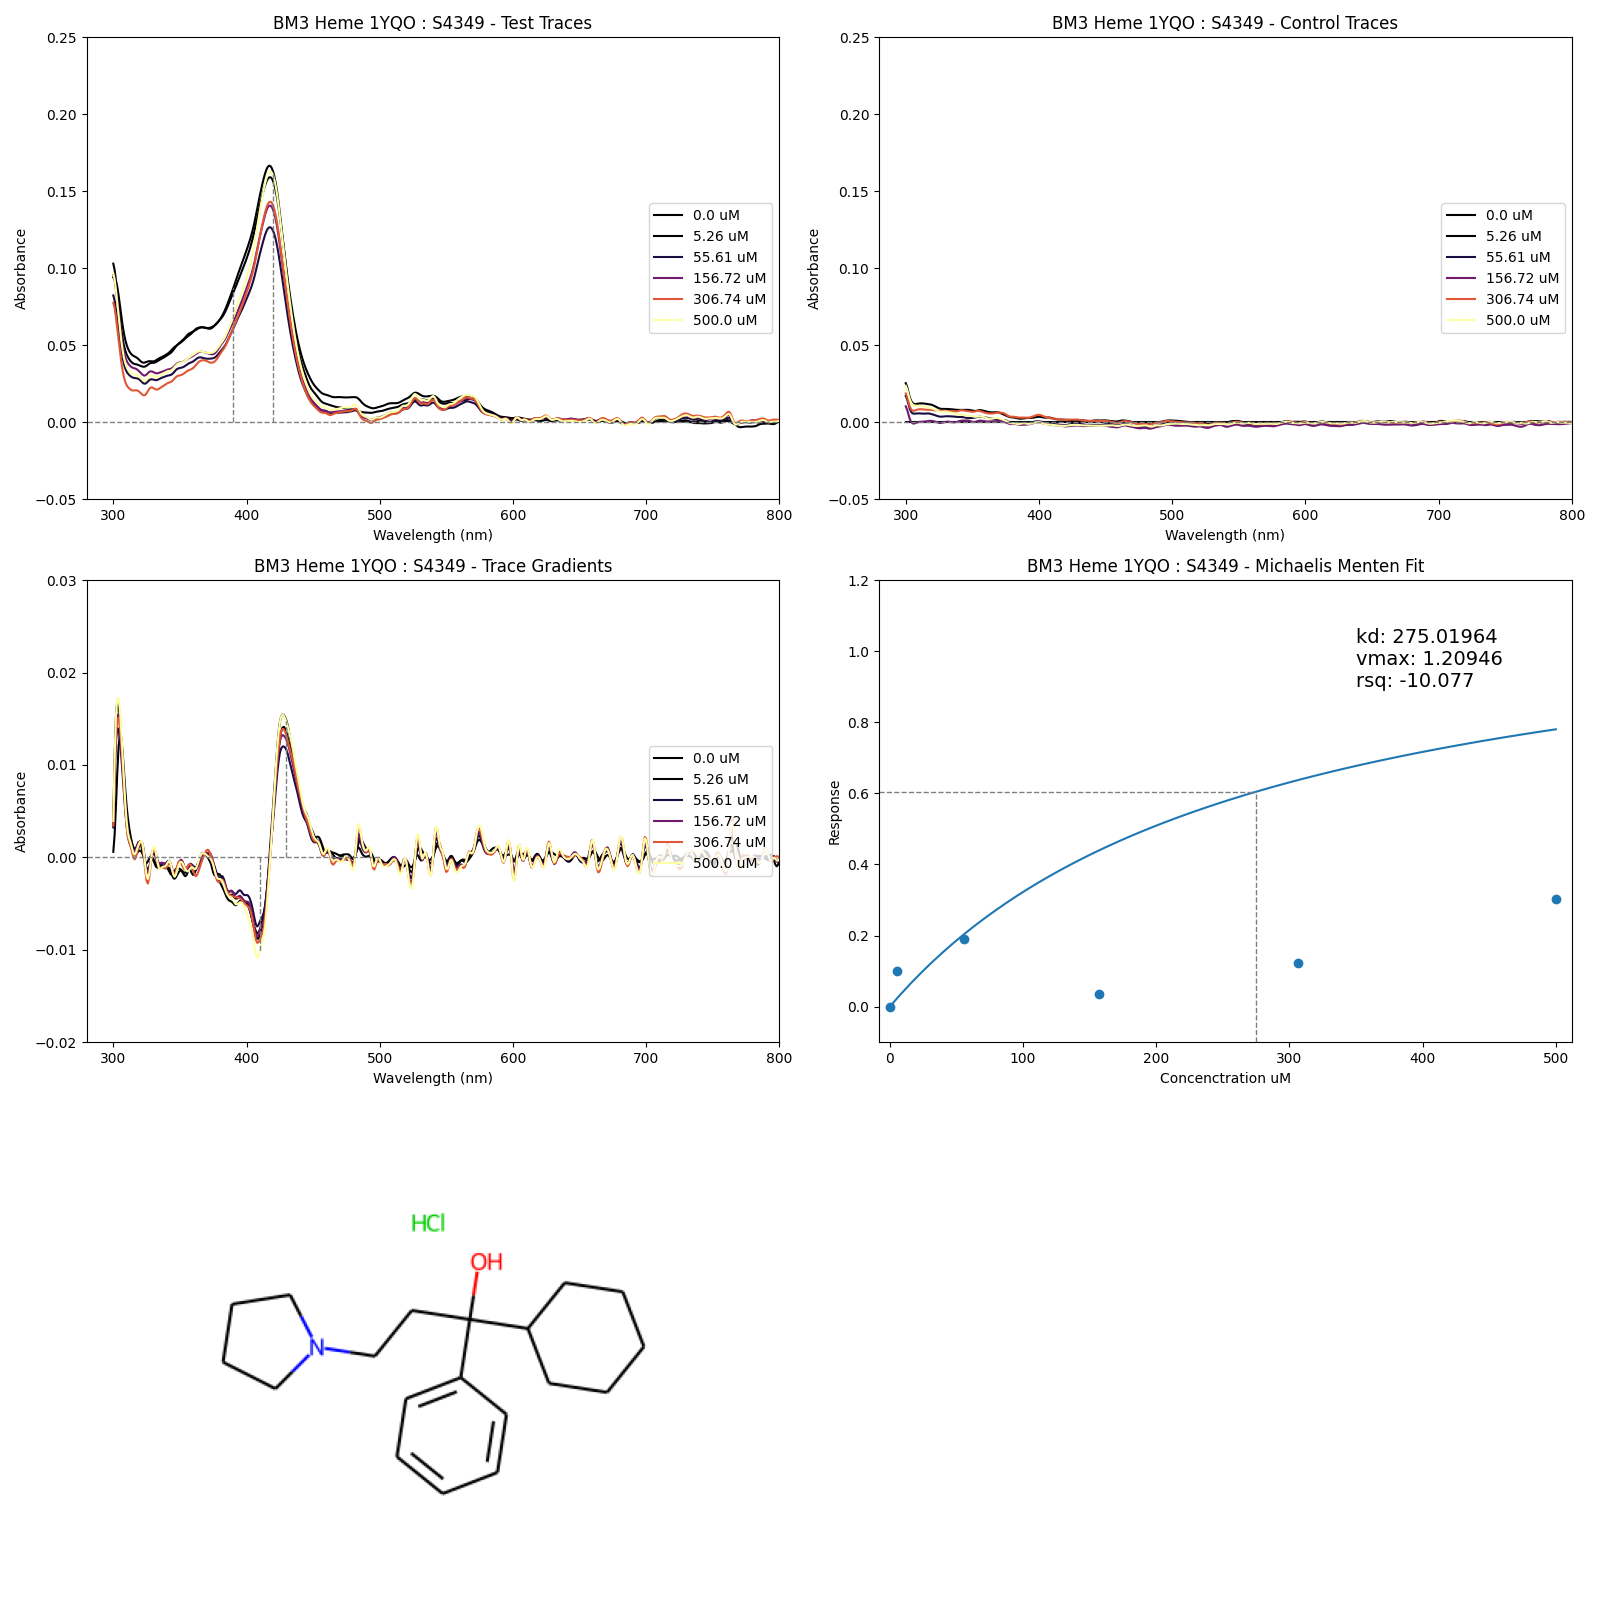 BM3 Heme 1YQO : S4349 - Test Traces
0.25
0.20
0.15
0.10
0.05
0.00
−0.05
Absorbance
300
400
500
600
700
800
Wavelength (nm)
0.0 uM
5.26 uM
55.61 uM
156.72 uM
306.74 uM
500.0 uM
BM3 Heme 1YQO : S4349 - Control Traces
0.25
0.20
0.15
0.10
0.05
0.00
−0.05
Absorbance
300
400
500
600
700
800
Wavelength (nm)
0.0 uM
5.26 uM
55.61 uM
156.72 uM
306.74 uM
500.0 uM
BM3 Heme 1YQO : S4349 - Trace Gradients
0.03
0.02
0.01
0.00
−0.01
−0.02
Absorbance
300
400
500
600
700
800
Wavelength (nm)
0.0 uM
5.26 uM
55.61 uM
156.72 uM
306.74 uM
500.0 uM
BM3 Heme 1YQO : S4349 - Michaelis Menten Fit
1.2
1.0
0.8
0.6
0.4
0.2
0.0
Response
kd: 275.01964
vmax: 1.20946
rsq: -10.077
0
100
200
300
400
500
Concenctration uM
HCl
OH
N